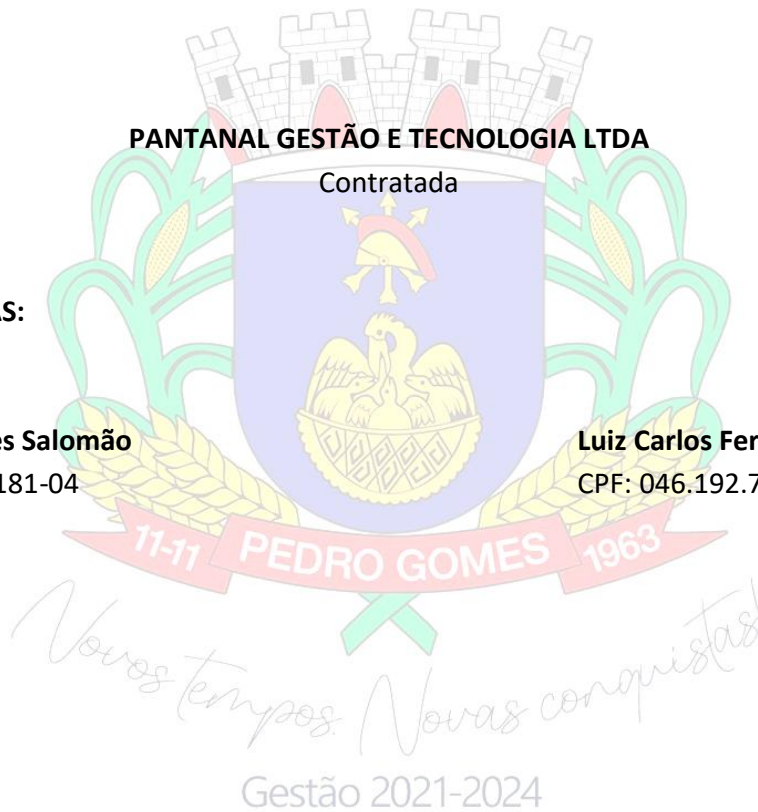 PANTANAL GESTÃO E TECNOLOGIA LTDA
Contratada
AS:
es Salomão
Luiz Carlos Fer
181-04
CPF: 046.192.7
11-11 PEDRO GOMES 1963
Novos tempos. Novas conquistas!
Gestão 2021-2024